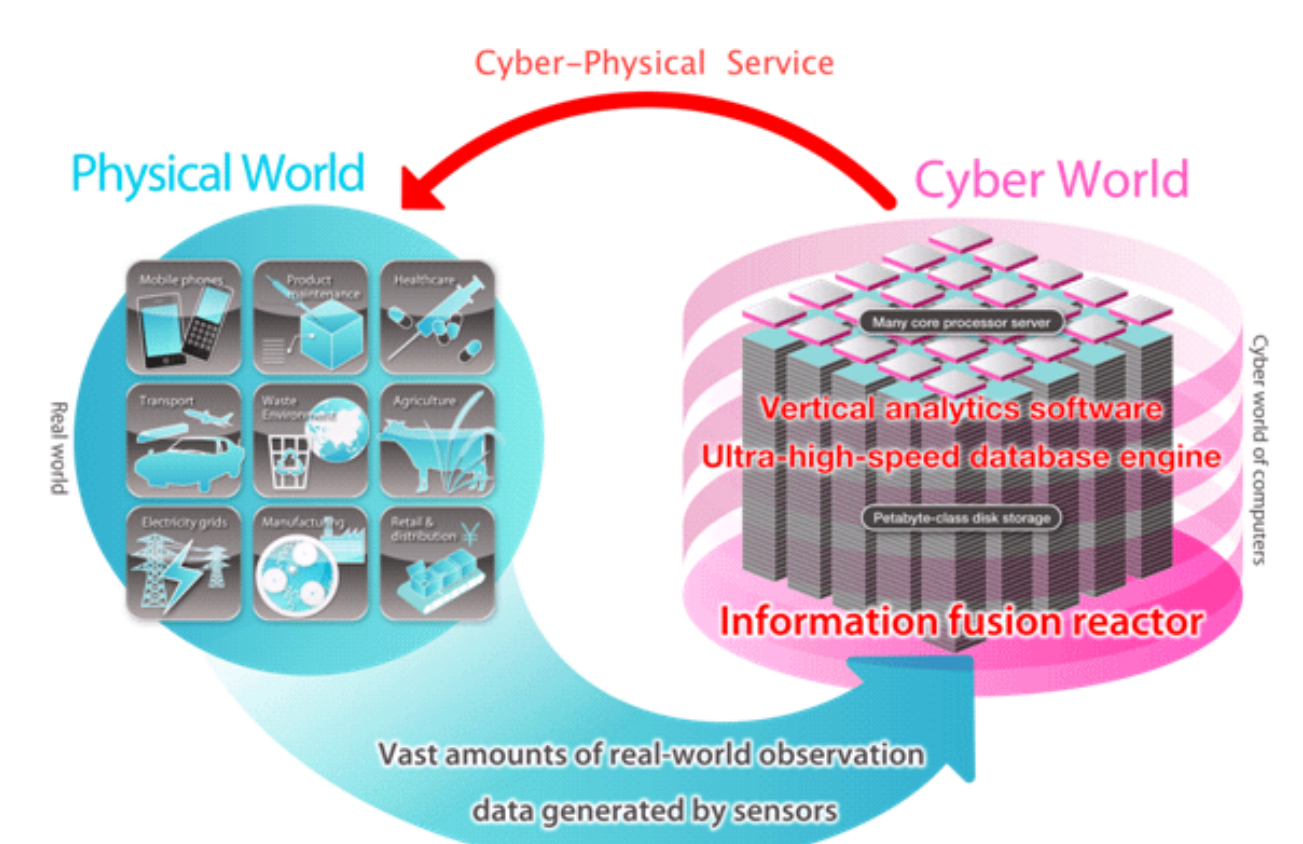 Cyber-Physical Service
Physical World
Cyber World
Mobile phones
Product
maintenance
Healthcare
Transport
Waste
Environment
Agriculture
Electricity grids
Manufacturing
Retail &
distribution ¥
Real world
Many core processor server
Vertical analytics software
Ultra-high-speed database engine
Petabyte-class disk storage
Information fusion reactor
Cyber world of computers
Vast amounts of real-world observation
data generated by sensors